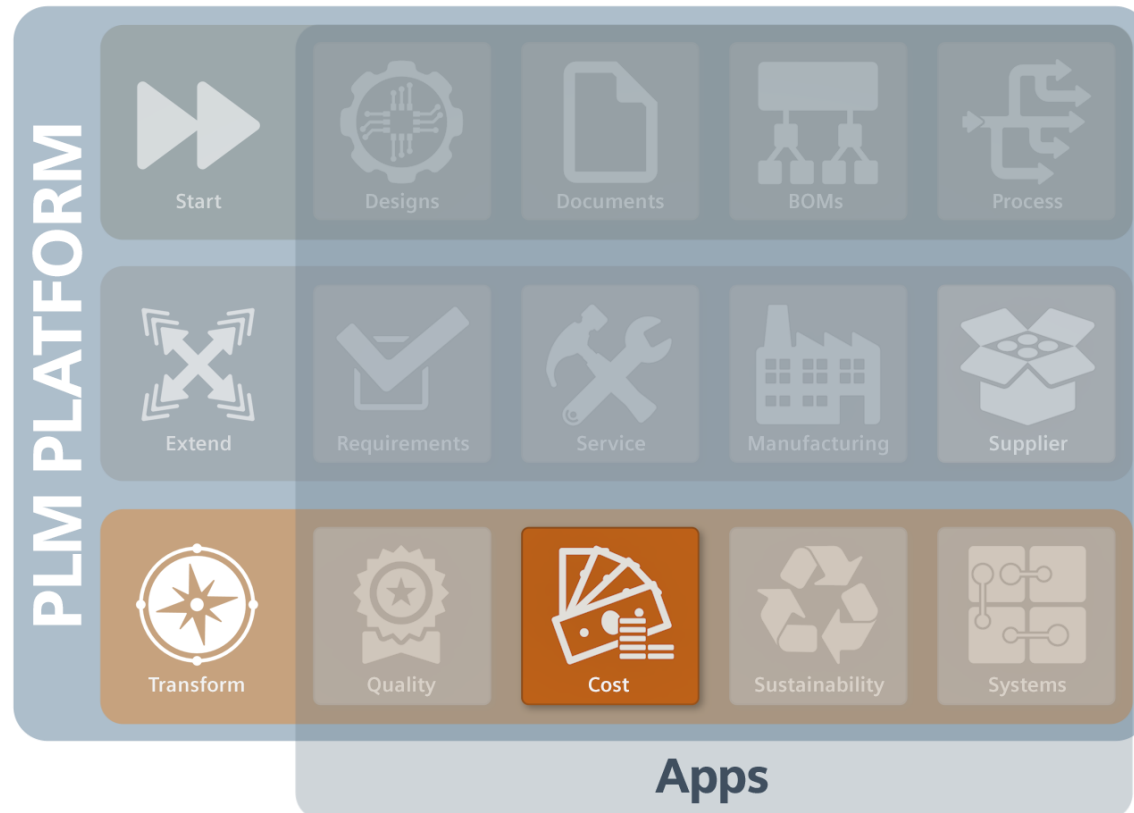 PLM PLATFORM
Start
Designs
Documents
BOMs
Process
Extend
Requirements
Service
Manufacturing
Supplier
Transform
Quality
Cost
Sustainability
Systems
Apps